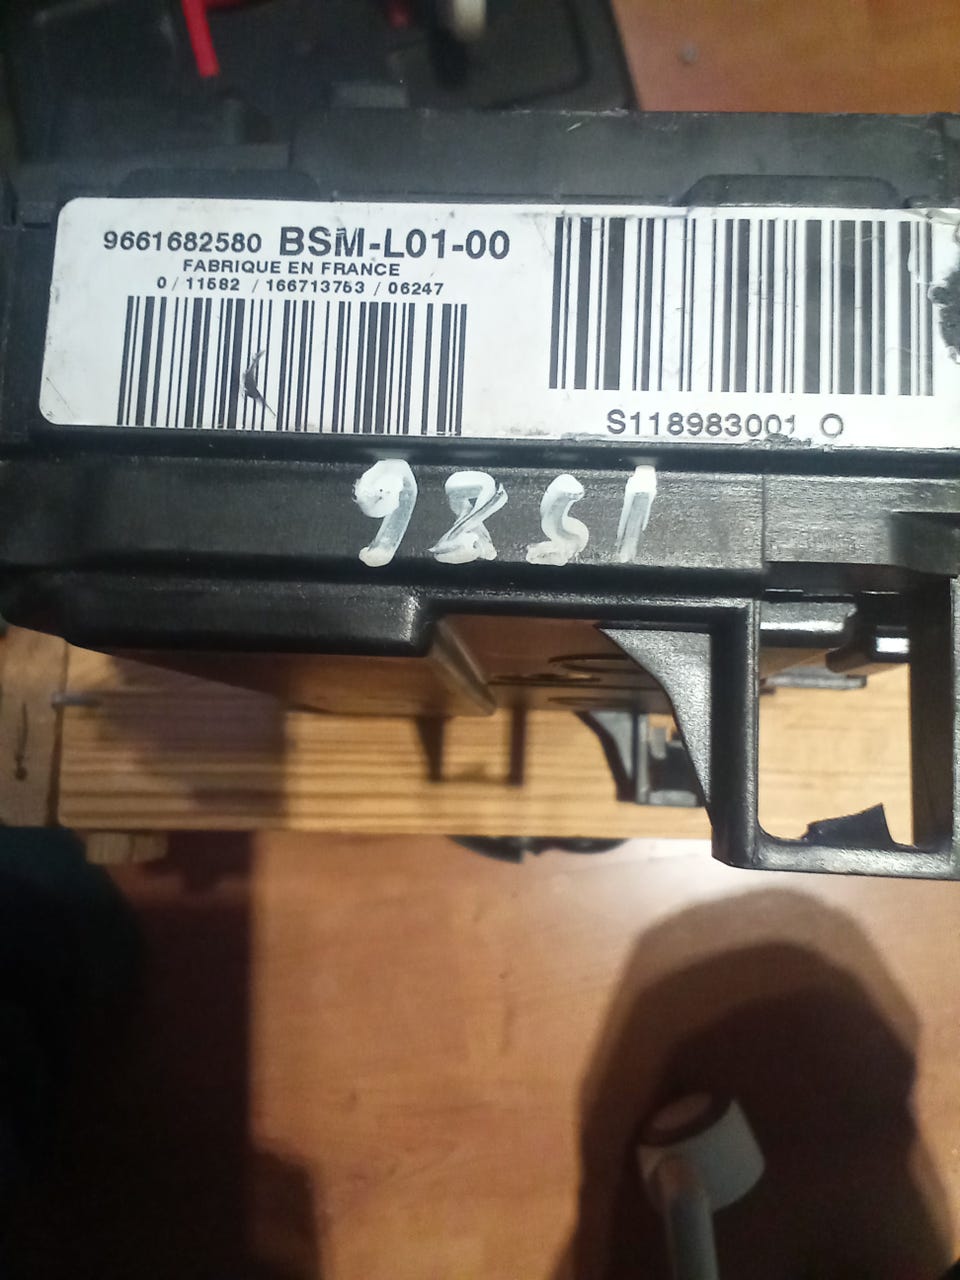 9661682580 BSM-L01-00
FABRIQUE EN FRANCE
0 / 11582 / 166713753 / 06247
S118983001 O
9251